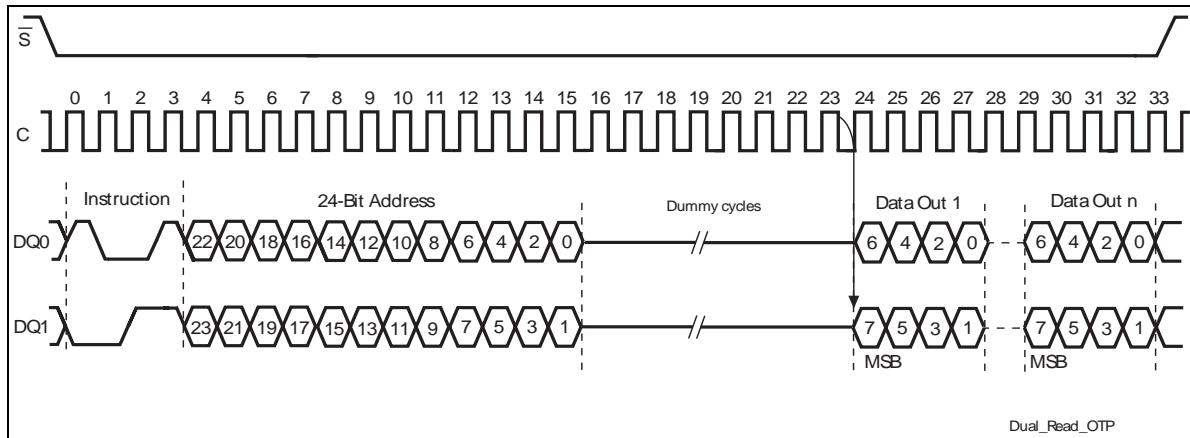 S
0 1 2 3 4 5 6 7 8 9 10 11 12 13 14 15 16 17 18 19 20 21 22 23 24 25 26 27 28 29 30 31 32 33
C
Instruction 24-Bit Address Dummy cycles Data Out 1 Data Out n
DQ0 22 20 18 16 14 12 10 8 6 4 2 0 6 4 2 0 6 4 2 0
DQ1 23 21 19 17 15 13 11 9 7 5 3 1 7 5 3 1 7 5 3 1
MSB MSB
Dual_Read_OTP